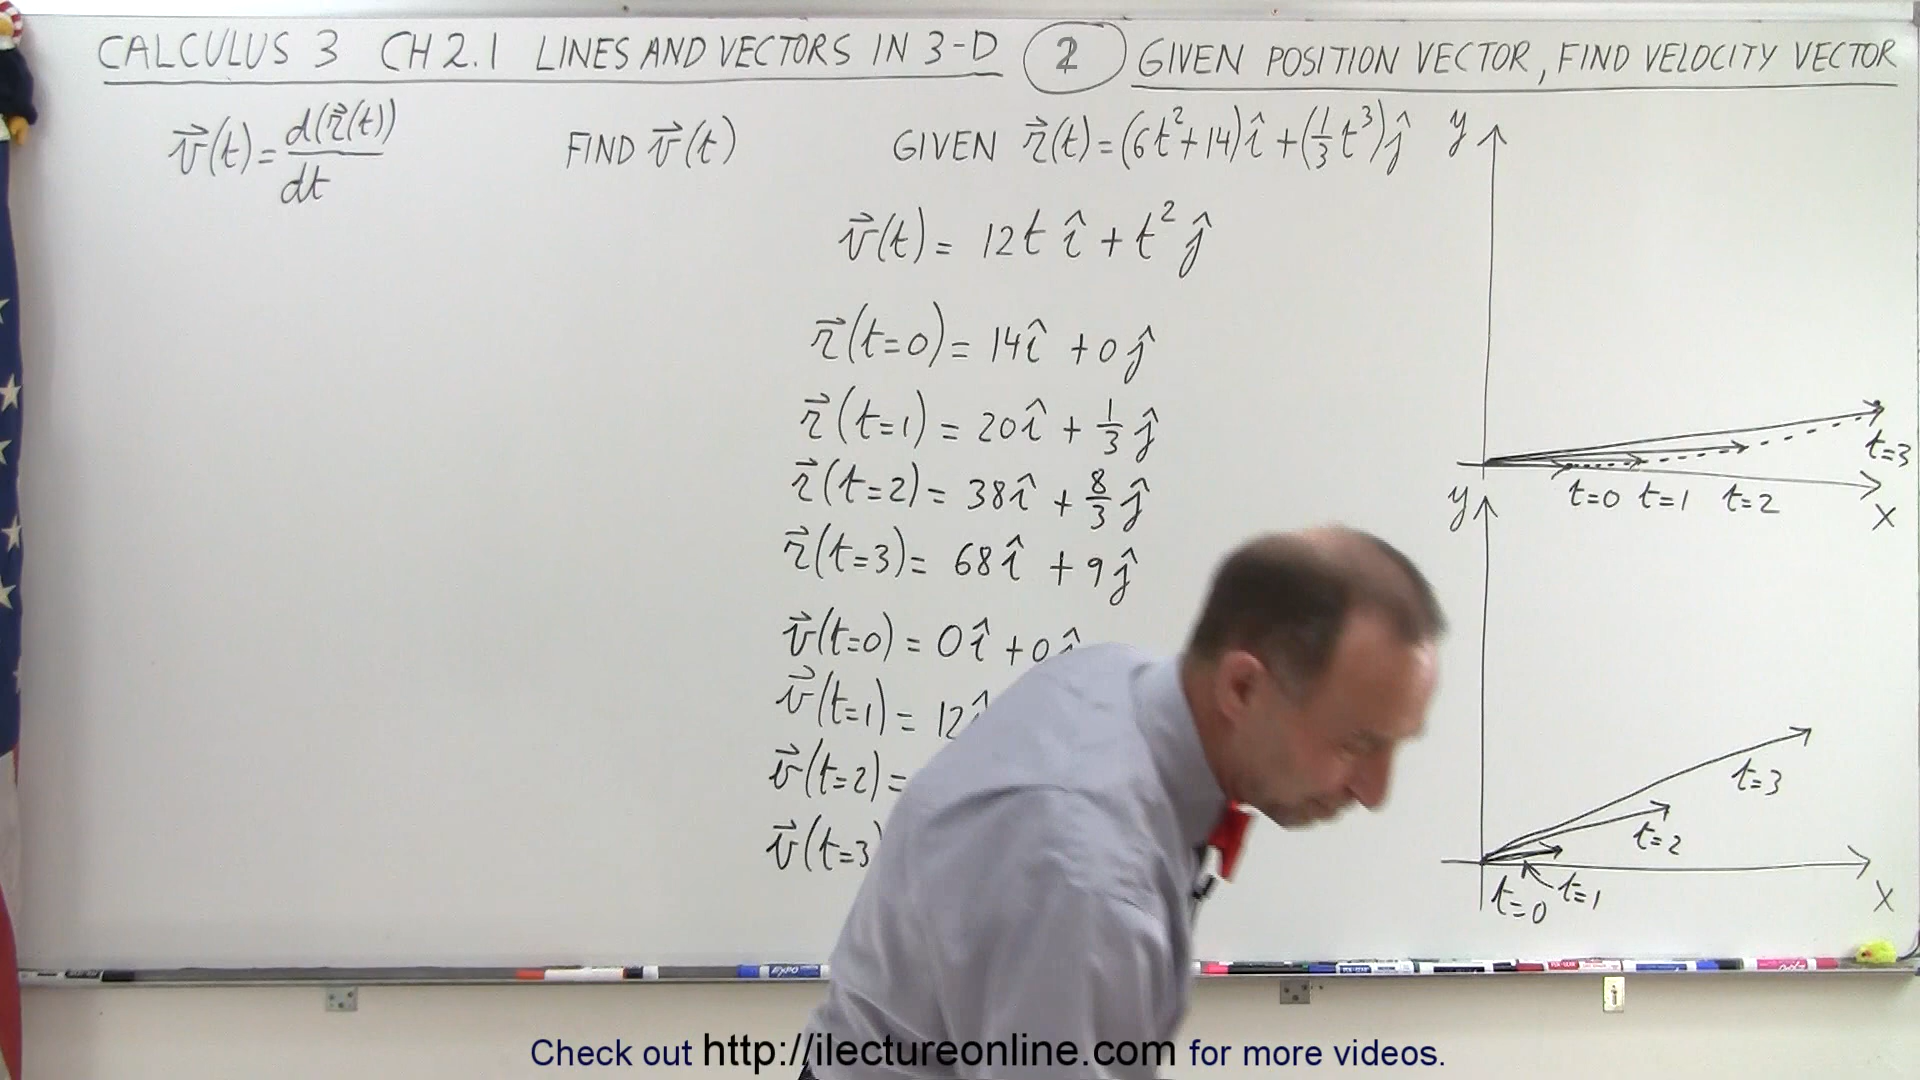 CALCULUS 3 CH 2.1 LINES AND VECTORS IN 3-D 2 GIVEN POSITION VECTOR, FIND VELOCITY VECTOR
v⃗(t) = d(r⃗(t))/dt
FIND v⃗(t)
GIVEN r⃗(t) = (6t²+14)î + (1/3 t³)ĵ
v⃗(t) = 12t î + t² ĵ
r⃗(t=0) = 14î + 0ĵ
r⃗(t=1) = 20î + 1/3 ĵ
r⃗(t=2) = 38î + 8/3 ĵ
r⃗(t=3) = 68î + 9ĵ
v⃗(t=0) = 0î + 0
v⃗(t=1) = 12î
v⃗(t=2) =
v⃗(t=3)
y
t=3
t=0 t=1 t=2
x
y
t=3
t=2
t=1
t=0
x
EXPO
Check out http://ilectureonline.com for more videos.